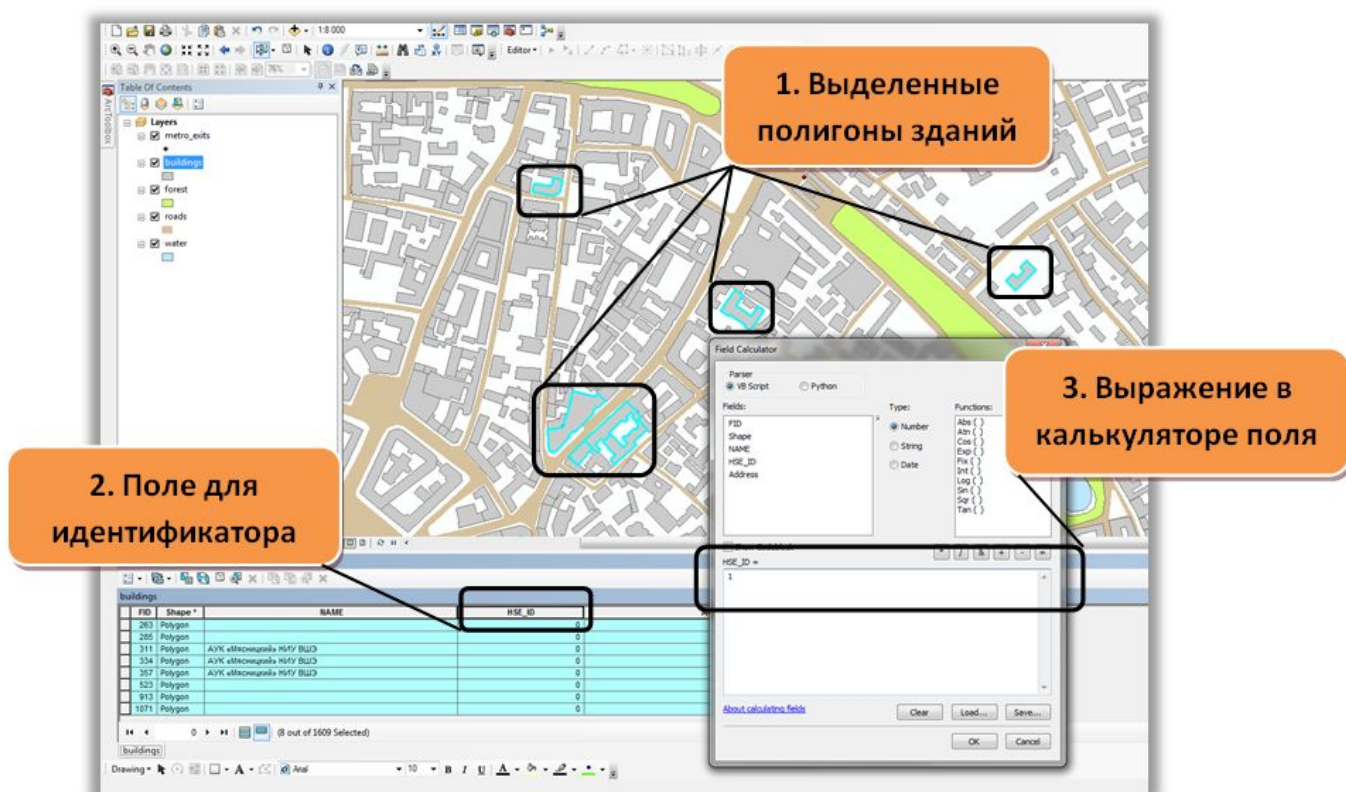 1:8 000
Editor
76%
Table Of Contents
ArcToolbox
Layers
metro_exits
buildings
forest
roads
water
1. Выделенные
полигоны зданий
2. Поле для
идентификатора
3. Выражение в
калькуляторе поля
Field Calculator
Parser
VB Script Python
Fields: Type: Functions:
FID
Shape
NAME
HSE_ID
Address
Number
String
Date
Abs ( )
Atn ( )
Cos ( )
Exp ( )
Fix ( )
Int ( )
Log ( )
Sin ( )
Sqr ( )
Tan ( )
* / & + - =
HSE_ID =
1
About calculating fields Clear Load... Save...
OK Cancel
buildings
FID Shape * NAME HSE_ID
263 Polygon 0
285 Polygon 0
311 Polygon АУК «Мясницкий» НИУ ВШЭ 0
334 Polygon АУК «Мясницкий» НИУ ВШЭ 0
357 Polygon АУК «Мясницкий» НИУ ВШЭ 0
523 Polygon 0
913 Polygon 0
1071 Polygon 0
0 (8 out of 1609 Selected)
buildings
Drawing A Arial 10 B I U A